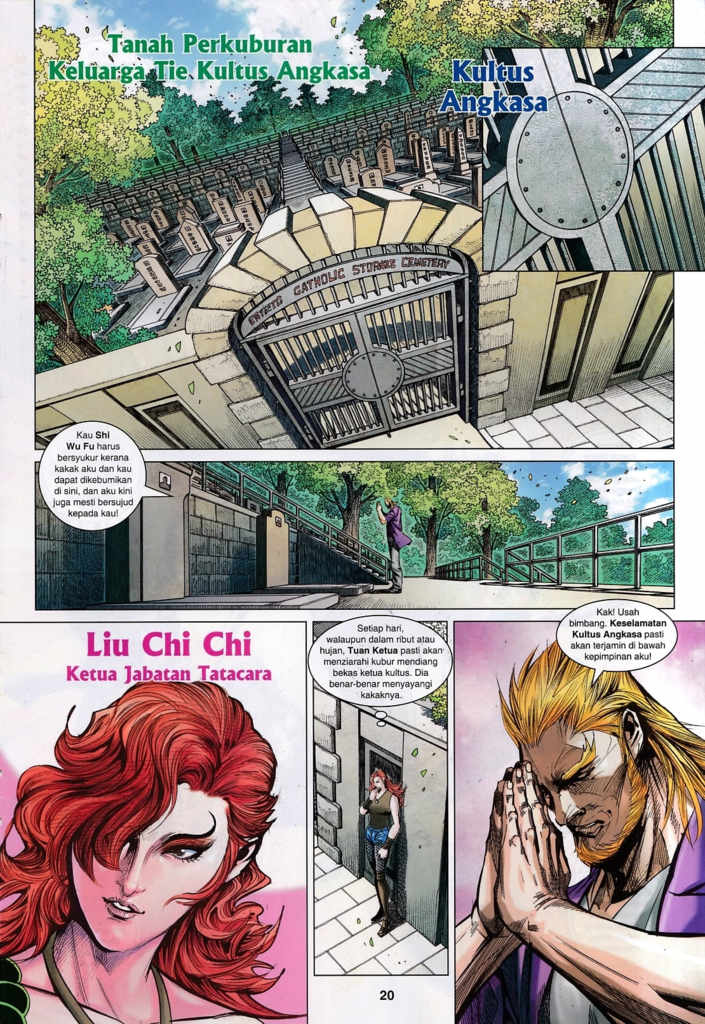 Tanah Perkuburan
Keluarga Tie Kultus Angkasa
Kultus
Angkasa
CATHOLIC STORAGE CEMETERY
Kau Shi
Wu Fu harus
bersyukur kerana
kakak aku dan kau
dapat dikebumikan
di sini, dan aku kini
juga mesti bersujud
kepada kau!
Liu Chi Chi
Ketua Jabatan Tatacara
Setiap hari,
walaupun dalam ribut atau
hujan, Tuan Ketua pasti akan
menziarahi kubur mendiang
bekas ketua kultus. Dia
benar-benar menyayangi
kakaknya.
Kak! Usah
bimbang. Keselamatan
Kultus Angkasa pasti
akan terjamin di bawah
kepimpinan aku!
20